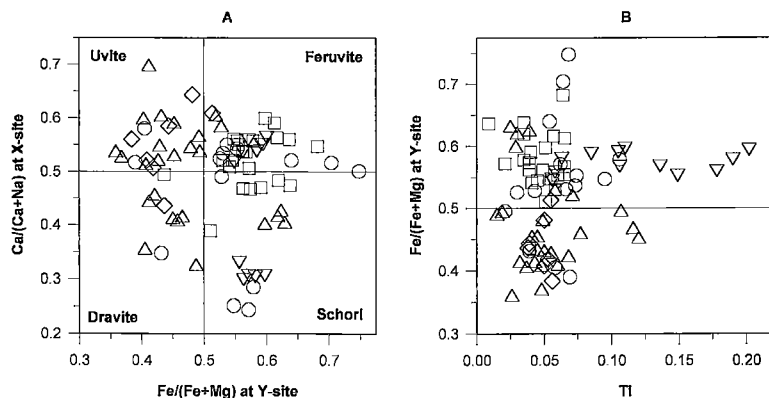 A
Uvite
Feruvite
0.7
0.6
0.5
0.4
0.3
0.2
Ca/(Ca+Na) at X-site
Dravite
Schorl
0.3 0.4 0.5 0.6 0.7
Fe/(Fe+Mg) at Y-site
B
0.7
0.6
0.5
0.4
0.3
Fe/(Fe+Mg) at Y-site
0.00 0.05 0.10 0.15 0.20
TI